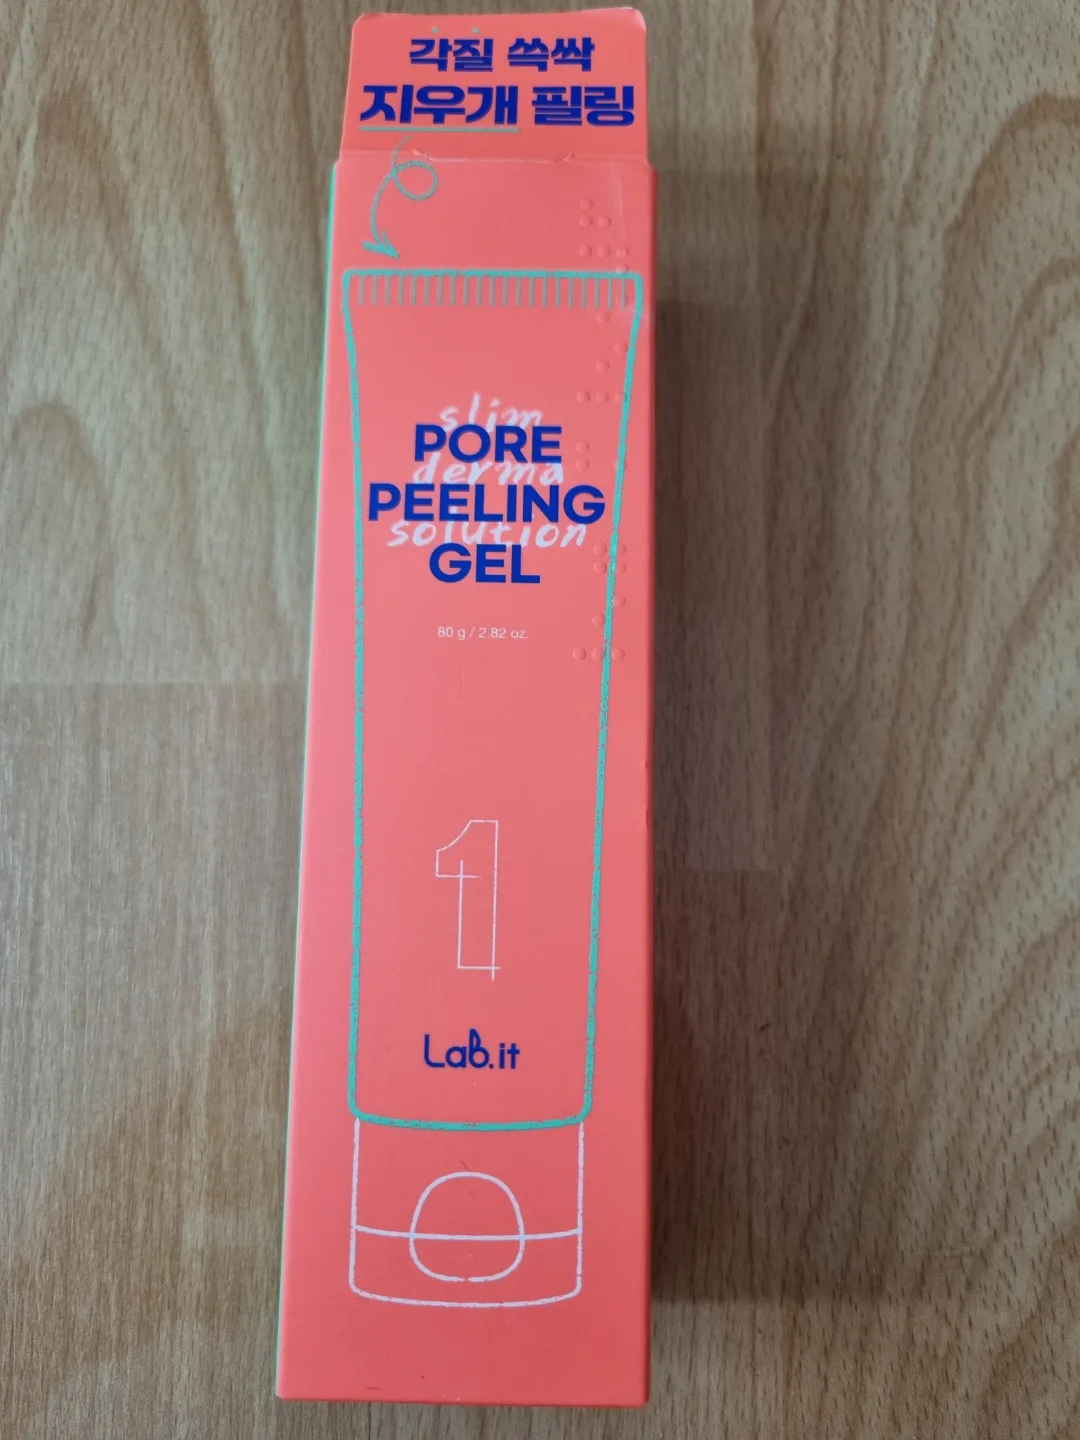 각질 쓱싹
지우개 필링
slim
PORE
derma
PEELING
solution
GEL
80 g / 2.82 oz.
1
LaB.it